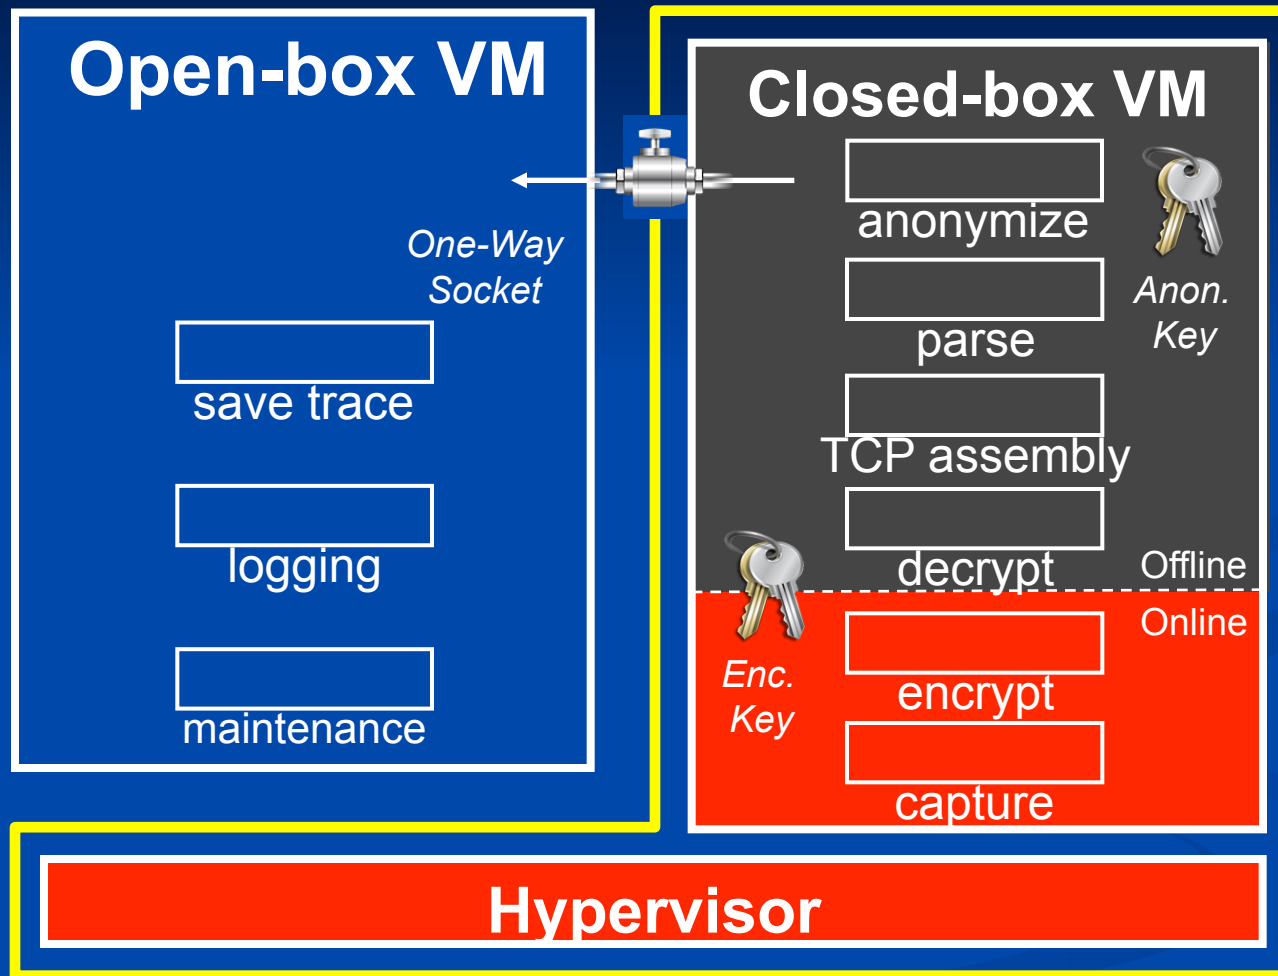 Open-box VM
One-Way
Socket
save trace
logging
maintenance
Closed-box VM
anonymize
Anon.
Key
parse
TCP assembly
decrypt
Offline
Online
Enc.
Key
encrypt
capture
Hypervisor